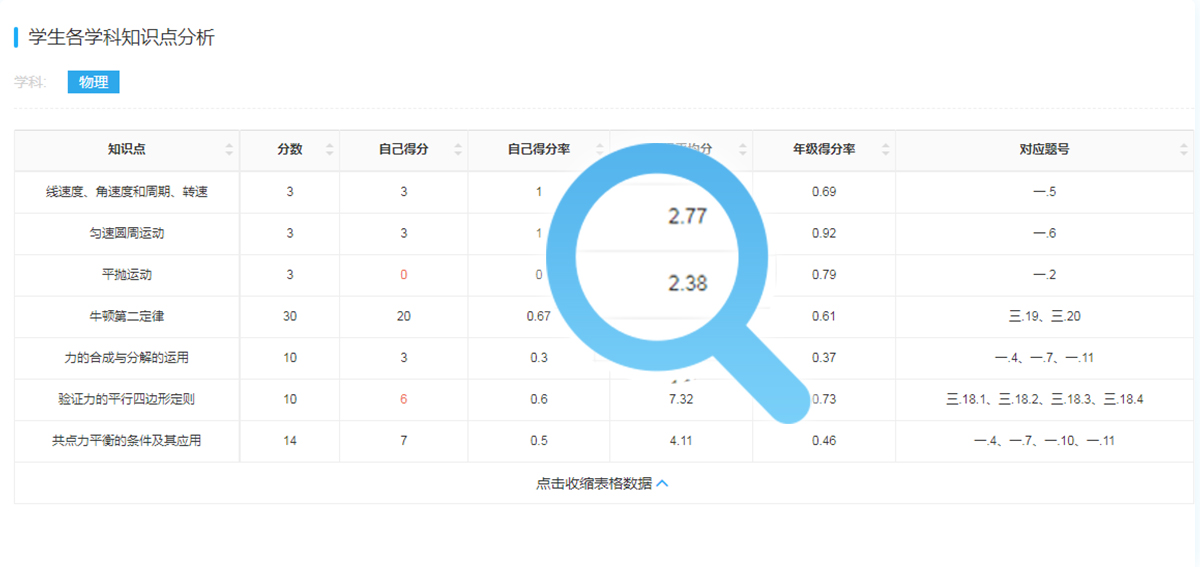 学生各学科知识点分析
学科: 物理
知识点 分数 自己得分 自己得分率 均分 年级得分率 对应题号
线速度、角速度和周期、转速 3 3 1 0.69 一.5
2.77
匀速圆周运动 3 3 1 0.92 一.6
平抛运动 3 0 0 2.38 0.79 一.2
牛顿第二定律 30 20 0.67 0.61 三.19、三.20
力的合成与分解的运用 10 3 0.3 0.37 一.4、一.7、一.11
验证力的平行四边形定则 10 6 0.6 7.32 0.73 三.18.1、三.18.2、三.18.3、三.18.4
共点力平衡的条件及其应用 14 7 0.5 4.11 0.46 一.4、一.7、一.10、一.11
点击收缩表格数据